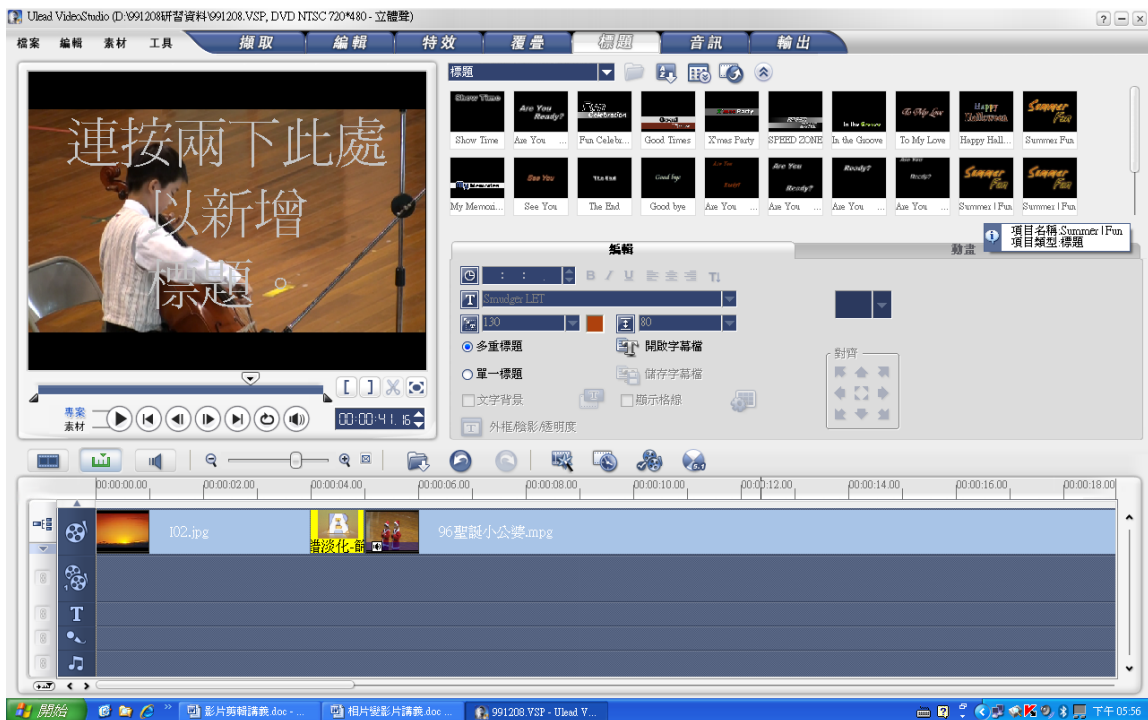 Ulead VideoStudio (D:\991208研習資料\991208.VSP, DVD NTSC 720*480 - 立體聲)
檔案 編輯 素材 工具 擷取 編輯 特效 覆疊 標題 音訊 輸出
標題
連按兩下此處
以新增
標題。
Show Time Are You ... Fun Celebr... Good Times X'mas Party SPEED ZONE In the Groove To My Love Happy Hall... Summer Fun
My Memori... See You The End Good bye Are You ... Are You ... Are You ... Are You ... Summer | Fun Summer | Fun
項目名稱:Summer | Fun
項目類型:標題
編輯 動畫
: : .
B I U
Smudger LET
130 80
多重標題 開啟字幕檔
單一標題 儲存字幕檔
文字背景 顯示格線
外框/陰影/透明度
對齊
專案
素材
00:00:41.16
00:00:00.00 00:00:02.00 00:00:04.00 00:00:06.00 00:00:08.00 00:00:10.00 00:00:12.00 00:00:14.00 00:00:16.00 00:00:18.00
I02.jpg 96聖誕小公婆.mpg
開始 影片剪輯講義.doc - ... 相片變影片講義.doc ... 991208.VSP - Ulead V... 下午 05:56